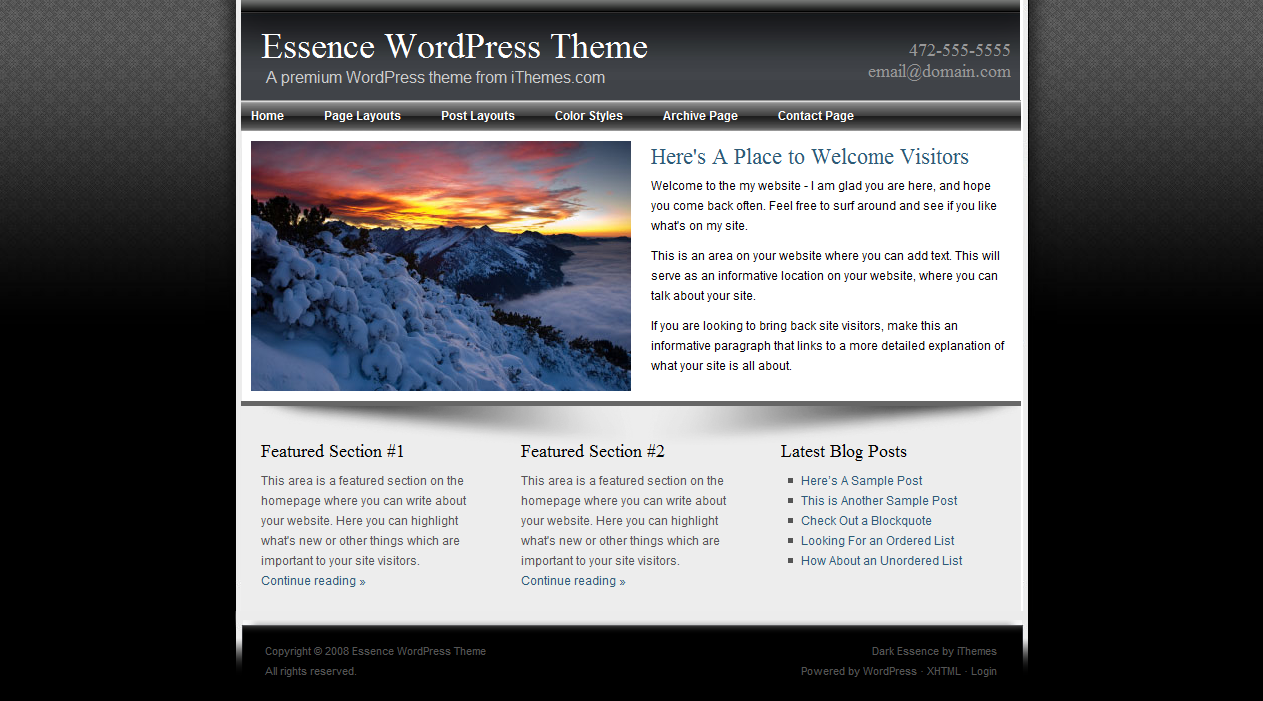 Essence WordPress Theme
A premium WordPress theme from iThemes.com
472-555-5555
email@domain.com
Home Page Layouts Post Layouts Color Styles Archive Page Contact Page
Here's A Place to Welcome Visitors
Welcome to the my website - I am glad you are here, and hope
you come back often. Feel free to surf around and see if you like
what's on my site.
This is an area on your website where you can add text. This will
serve as an informative location on your website, where you can
talk about your site.
If you are looking to bring back site visitors, make this an
informative paragraph that links to a more detailed explanation of
what your site is all about.
Featured Section #1
This area is a featured section on the
homepage where you can write about
your website. Here you can highlight
what's new or other things which are
important to your site visitors.
Continue reading »
Featured Section #2
This area is a featured section on the
homepage where you can write about
your website. Here you can highlight
what's new or other things which are
important to your site visitors.
Continue reading »
Latest Blog Posts
Here's A Sample Post
This is Another Sample Post
Check Out a Blockquote
Looking For an Ordered List
How About an Unordered List
Copyright © 2008 Essence WordPress Theme
All rights reserved.
Dark Essence by iThemes
Powered by WordPress · XHTML · Login